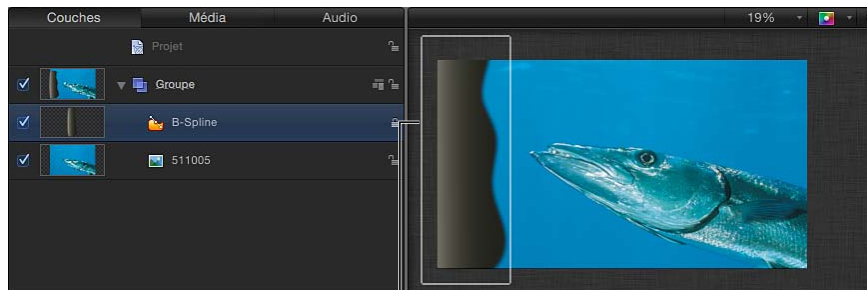 Couches Média Audio 19%
Projet
Groupe
B-Spline
511005